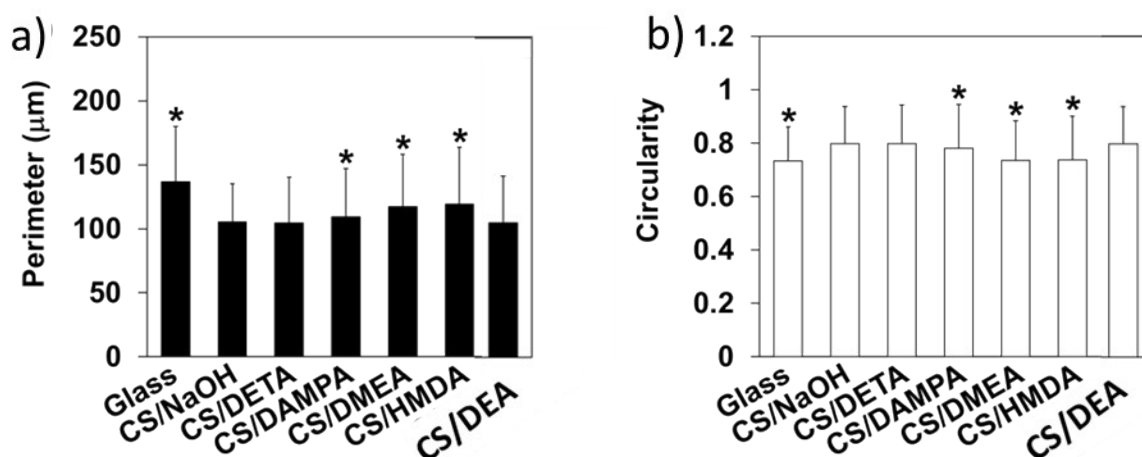 a)
Perimeter (μm)
250
200
150
100
50
0
*
*
*
*
Glass
CS/NaOH
CS/DETA
CS/DAMPA
CS/DMEA
CS/HMDA
CS/DEA
b)
Circularity
1.2
1
0.8
0.6
0.4
0.2
0
*
*
*
*
Glass
CS/NaOH
CS/DETA
CS/DAMPA
CS/DMEA
CS/HMDA
CS/DEA